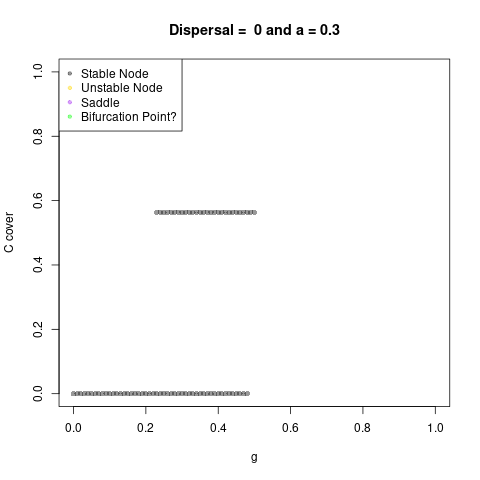 Dispersal =  0 and a = 0.3
Stable Node
Unstable Node
Saddle
Bifurcation Point?
C cover
1.0
0.8
0.6
0.4
0.2
0.0
0.0 0.2 0.4 0.6 0.8 1.0
g